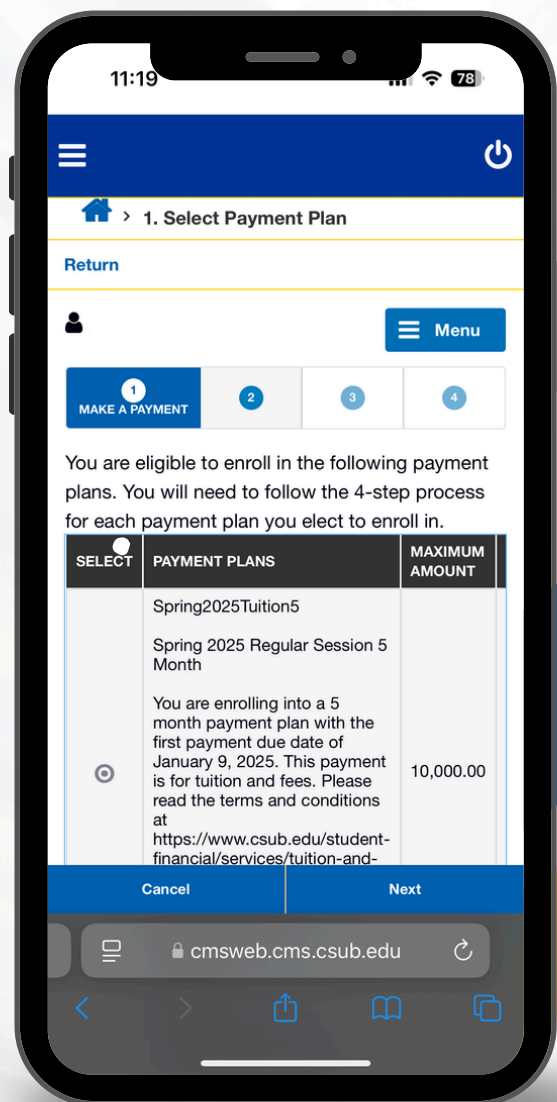 11:19
78
> 1. Select Payment Plan
Return
Menu
1
MAKE A PAYMENT
2
3
4
You are eligible to enroll in the following payment
plans. You will need to follow the 4-step process
for each payment plan you elect to enroll in.
SELECT
PAYMENT PLANS
MAXIMUM
AMOUNT
Spring2025Tuition5
Spring 2025 Regular Session 5
Month
You are enrolling into a 5
month payment plan with the
first payment due date of
January 9, 2025. This payment
is for tuition and fees. Please
read the terms and conditions
at
https://www.csub.edu/student-
financial/services/tuition-and-
10,000.00
Cancel
Next
cmsweb.cms.csub.edu